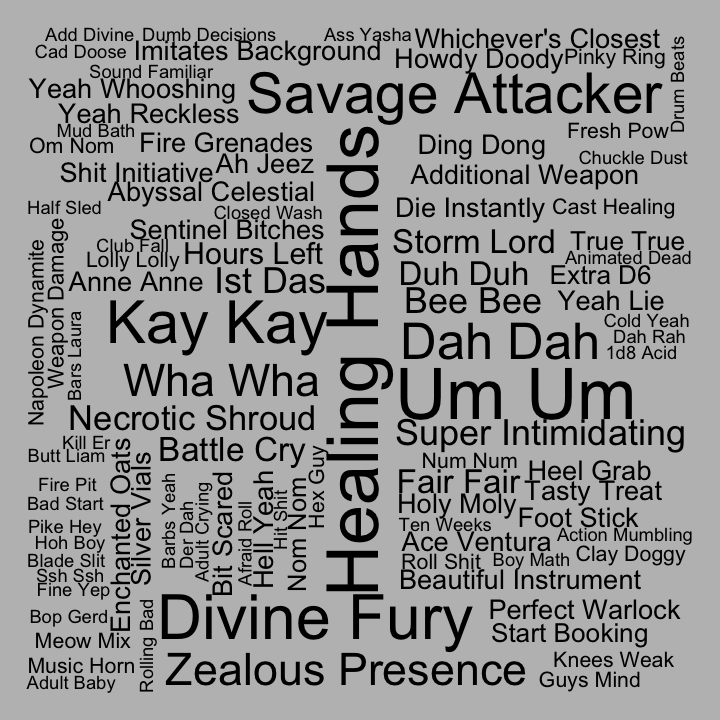 Add Divine
Dumb Decisions
Ass Yasha
Whichever's Closest
Cad Doose
Imitates Background
Howdy Doody
Pinky Ring
Drum Beats
Sound Familiar
Yeah Whooshing
Savage Attacker
Yeah Reckless
Mud Bath
Fresh Pow
Om Nom
Fire Grenades
Ding Dong
Chuckle Dust
Shit Initiative
Ah Jeez
Additional Weapon
Abyssal Celestial
Healing Hands
Half Sled
Closed Wash
Die Instantly
Cast Healing
Sentinel Bitches
Storm Lord
True True
Club Fall
Lolly Lolly
Hours Left
Animated Dead
Napoleon Dynamite
Weapon Damage
Anne Anne
Ist Das
Duh Duh
Extra D6
Bars Laura
Kay Kay
Bee Bee
Yeah Lie
Cold Yeah
Dah Dah
Dah Rah
1d8 Acid
Wha Wha
Um Um
Necrotic Shroud
Super Intimidating
Kill Er
Butt Liam
Battle Cry
Num Num
Heel Grab
Fire Pit
Enchanted Oats
Silver Vials
Barbs Yeah
Der Dah
Adult Crying
Bit Scared
Afraid Roll
Hell Yeah
Hit Shit
Nom Nom
Hex Guy
Fair Fair
Tasty Treat
Bad Start
Holy Moly
Pike Hey
Ten Weeks
Foot Stick
Hoh Boy
Ace Ventura
Action Mumbling
Blade Slit
Roll Shit
Boy Math
Clay Doggy
Ssh Ssh
Fine Yep
Beautiful Instrument
Bop Gerd
Rolling Bad
Divine Fury
Perfect Warlock
Meow Mix
Start Booking
Music Horn
Zealous Presence
Knees Weak
Adult Baby
Guys Mind